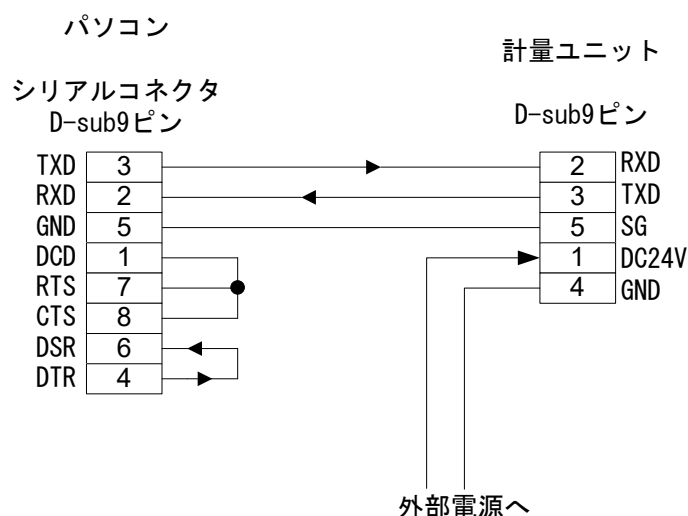 パソコン
計量ユニット
シリアルコネクタ
D-sub9ピン
D-sub9ピン
TXD 3 2 RXD
RXD 2 3 TXD
GND 5 5 SG
DCD 1 1 DC24V
RTS 7 4 GND
CTS 8
DSR 6
DTR 4
外部電源へ